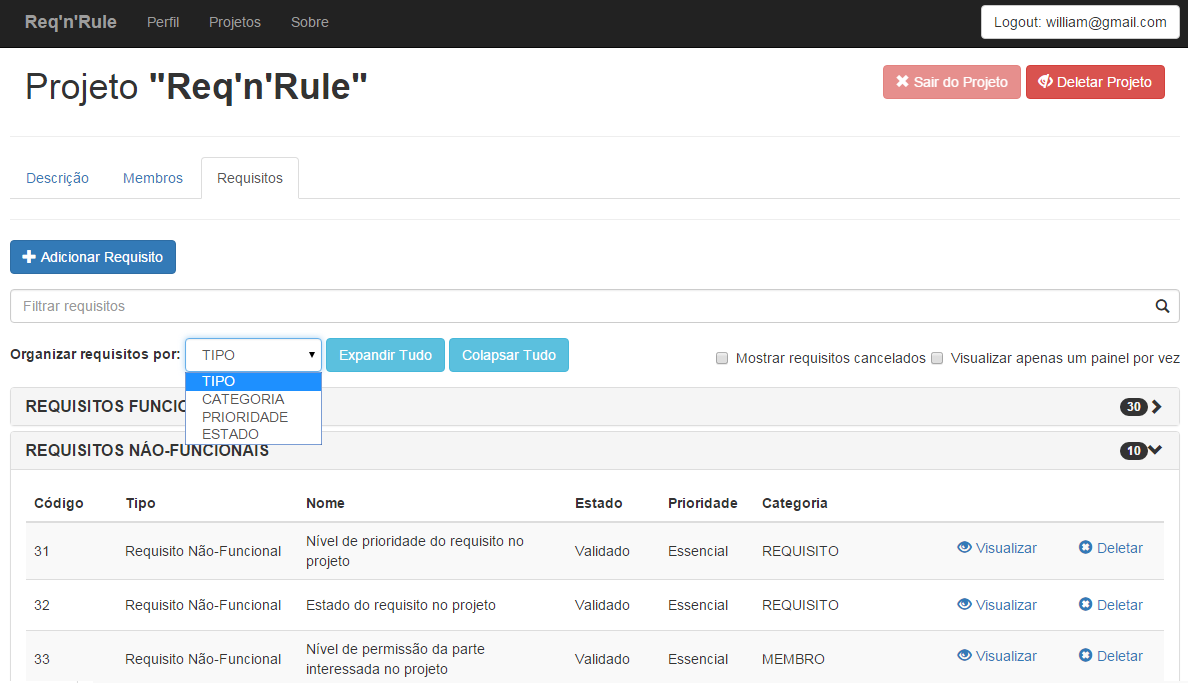 Req'n'Rule Perfil Projetos Sobre Logout: william@gmail.com
Projeto "Req'n'Rule" Sair do Projeto Deletar Projeto
Descrição Membros Requisitos
Adicionar Requisito
Filtrar requisitos
Organizar requisitos por: TIPO Expandir Tudo Colapsar Tudo Mostrar requisitos cancelados Visualizar apenas um painel por vez
TIPO
CATEGORIA
PRIORIDADE
ESTADO
REQUISITOS FUNCIO 30
REQUISITOS NÃO-FUNCIONAIS 10
Código Tipo Nome Estado Prioridade Categoria
31 Requisito Não-Funcional Nível de prioridade do requisito no Validado Essencial REQUISITO Visualizar Deletar
projeto
32 Requisito Não-Funcional Estado do requisito no projeto Validado Essencial REQUISITO Visualizar Deletar
33 Requisito Não-Funcional Nível de permissão da parte Validado Essencial MEMBRO Visualizar Deletar
interessada no projeto